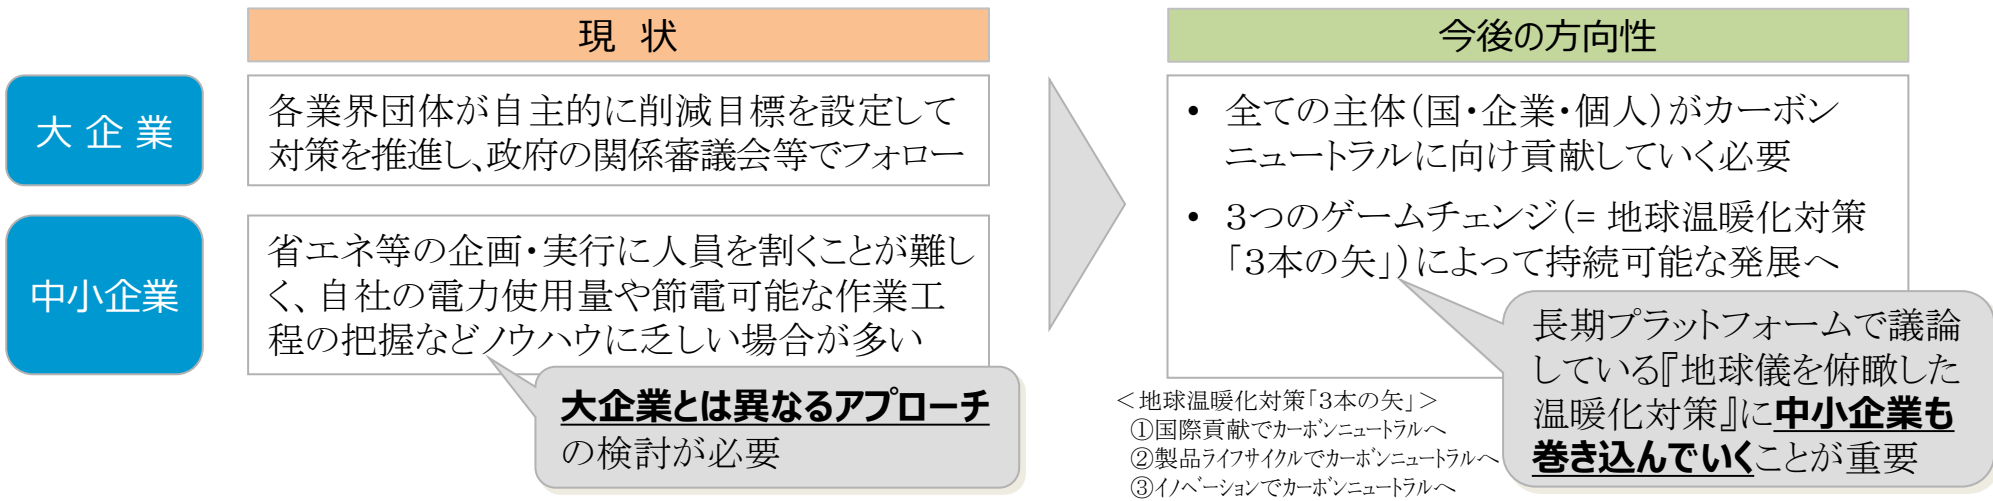 現 状
今後の方向性
大 企 業
各業界団体が自主的に削減目標を設定して
対策を推進し、政府の関係審議会等でフォロー
中小企業
省エネ等の企画・実行に人員を割くことが難し
く、自社の電力使用量や節電可能な作業工
程の把握などノウハウに乏しい場合が多い
大企業とは異なるアプローチ
の検討が必要
• 全ての主体（国・企業・個人）がカーボン
ニュートラルに向け貢献していく必要
• ３つのゲームチェンジ（= 地球温暖化対策
「３本の矢」）によって持続可能な発展へ
長期プラットフォームで議論
している『地球儀を俯瞰した
温暖化対策』に中小企業も
巻き込んでいくことが重要
＜地球温暖化対策「３本の矢」＞
①国際貢献でカーボンニュートラルへ
②製品ライフサイクルでカーボンニュートラルへ
③イノベーションでカーボンニュートラルへ